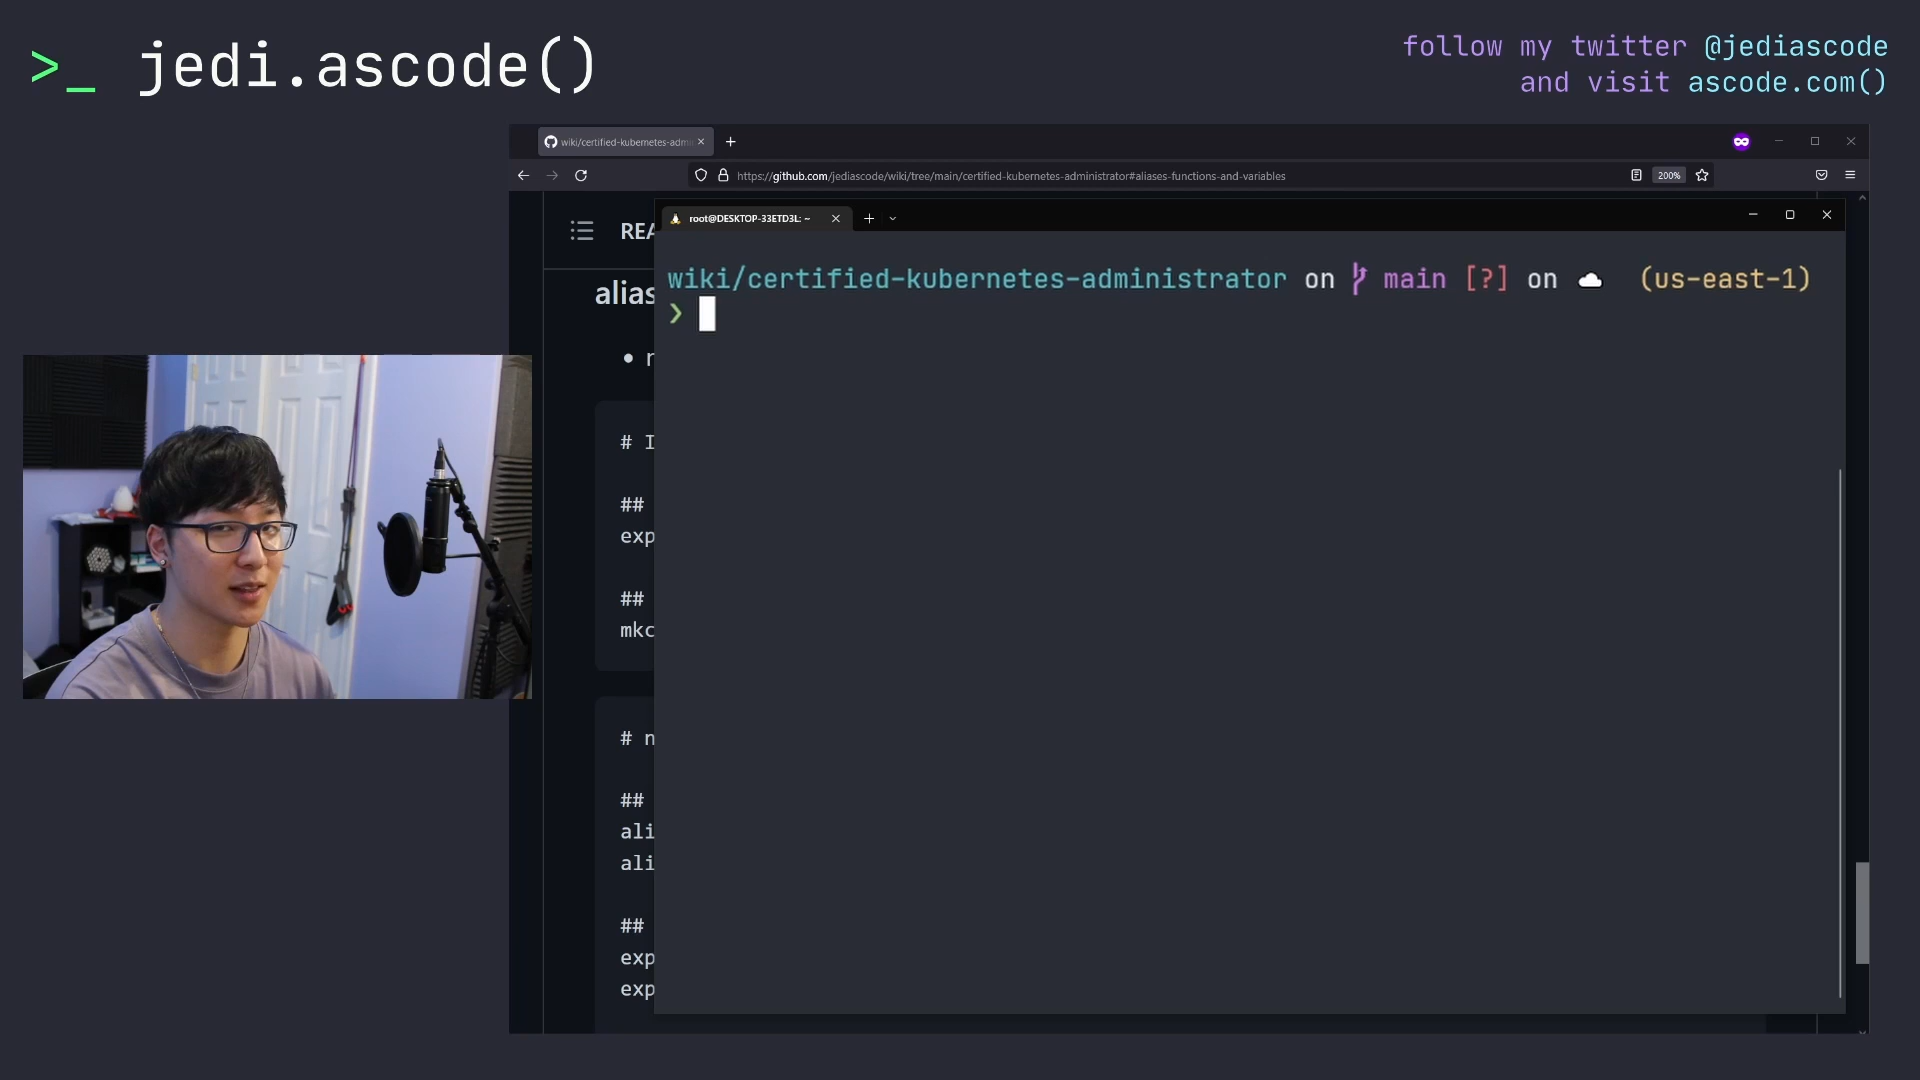 >_ jedi.ascode()
follow my twitter @jediascode
and visit ascode.com()
wiki/certified-kubernetes-admi
https://github.com/jediascode/wiki/tree/main/certified-kubernetes-administrator#aliases-functions-and-variables
200%
root@DESKTOP-33ETD3L: ~
REA
wiki/certified-kubernetes-administrator on main [?] on (us-east-1)
❯
alias
# I
##
exp
##
mkc
# n
##
ali
ali
##
exp
exp